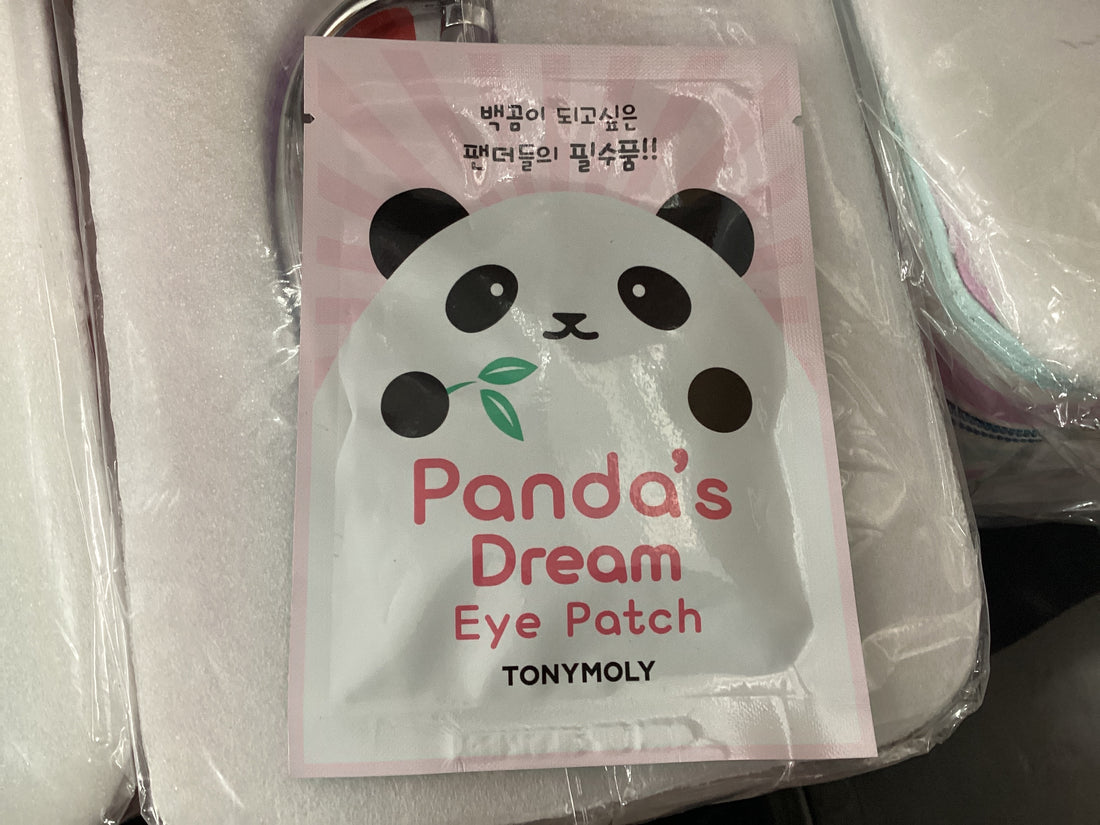 백곰이 되고싶은
팬더들의 필수품!!
Panda's
Dream
Eye Patch
TONYMOLY